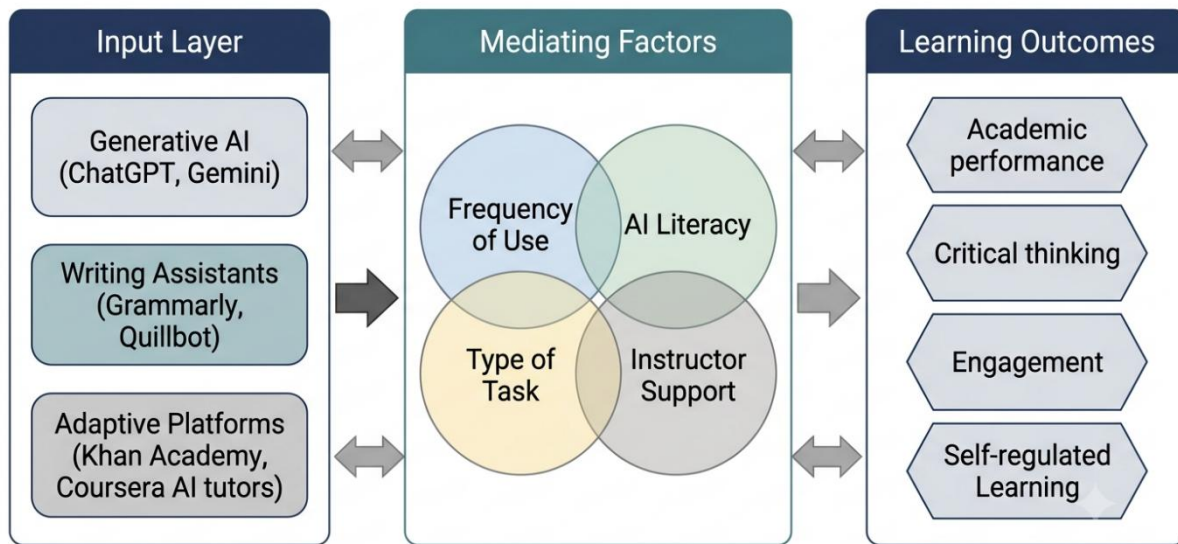 Input Layer
Generative AI
(ChatGPT, Gemini)
Writing Assistants
(Grammarly,
Quillbot)
Adaptive Platforms
(Khan Academy,
Coursera AI tutors)
Mediating Factors
Frequency
of Use
AI Literacy
Type of
Task
Instructor
Support
Learning Outcomes
Academic
performance
Critical thinking
Engagement
Self-regulated
Learning